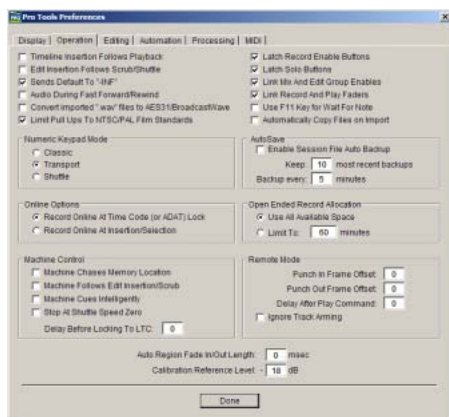 Pro Tools Preferences
Display Operation Editing Automation Processing MIDI
Timeline Insertion Follows Playback
Edit Insertion Follows Scrub/Shuttle
Sends Default To "-INF"
Audio During Fast Forward/Rewind
Convert imported ".wav" files to AES31/BroadcastWave
Limit Pull Ups To NTSC/PAL Film Standards
Latch Record Enable Buttons
Latch Solo Buttons
Link Mix And Edit Group Enables
Link Record And Play Faders
Use F11 Key for Wait For Note
Automatically Copy Files on Import
Numeric Keypad Mode
Classic
Transport
Shuttle
AutoSave
Enable Session File Auto Backup
Keep: 10 most recent backups
Backup every: 5 minutes
Online Options
Record Online At Time Code (or ADAT) Lock
Record Online At Insertion/Selection
Open Ended Record Allocation
Use All Available Space
Limit To: 60 minutes
Machine Control
Machine Chases Memory Location
Machine Follows Edit Insertion/Scrub
Machine Cues Intelligently
Stop At Shuttle Speed Zero
Delay Before Locking To LTC: 0
Remote Mode
Punch In Frame Offset: 0
Punch Out Frame Offset: 0
Delay After Play Command: 0
Ignore Track Arming
Auto Region Fade In/Out Length: 0 msec
Calibration Reference Level: - 18 dB
Done